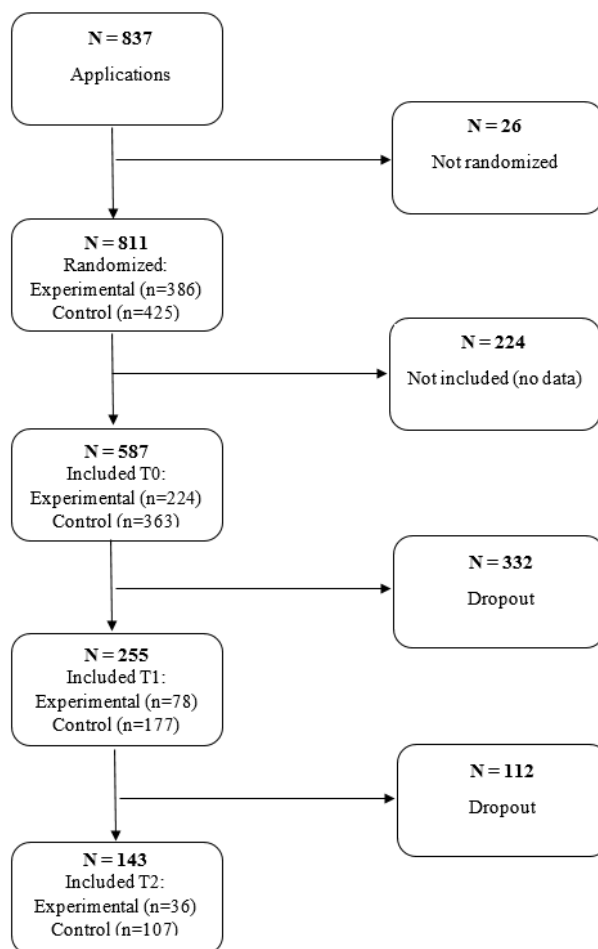 N = 837
Applications
N = 26
Not randomized
N = 811
Randomized:
Experimental (n=386)
Control (n=425)
N = 224
Not included (no data)
N = 587
Included T0:
Experimental (n=224)
Control (n=363)
N = 332
Dropout
N = 255
Included T1:
Experimental (n=78)
Control (n=177)
N = 112
Dropout
N = 143
Included T2:
Experimental (n=36)
Control (n=107)